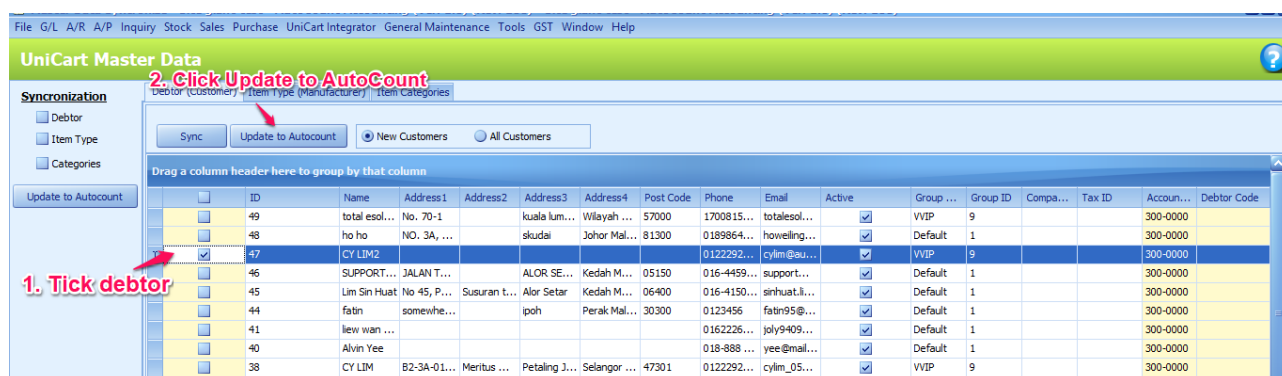 File G/L A/R A/P Inquiry Stock Sales Purchase UniCart Integrator General Maintenance Tools GST Window Help
UniCart Master Data
2. Click Update to AutoCount
Syncronization
Debtor (Customer) Item Type (Manufacturer) Item Categories
Debtor
Item Type
Categories
Update to Autocount
Sync Update to Autocount New Customers All Customers
Drag a column header here to group by that column
ID Name Address1 Address2 Address3 Address4 Post Code Phone Email Active Group ... Group ID Compa... Tax ID Accoun... Debtor Code
49 total esol... No. 70-1 kuala lum... Wilayah ... 57000 1700815... totalesol... VVIP 9 300-0000
48 ho ho NO. 3A, ... skudai Johor Mal... 81300 0189864... howeiling... Default 1 300-0000
47 CY LIM2 0122292... cylim@au... VVIP 9 300-0000
1. Tick debtor
46 SUPPORT... JALAN T... ALOR SE... Kedah M... 05150 016-4459... support... Default 1 300-0000
45 Lim Sin Huat No 45, P... Susuran t... Alor Setar Kedah M... 06400 016-4150... sinhuat.li... Default 1 300-0000
44 fatin somewhe... ipoh Perak Mal... 30300 0123456 fatin95@... Default 1 300-0000
41 liew wan ... 0162226... joly9409... Default 1 300-0000
40 Alvin Yee 018-888 ... yee@mail... Default 1 300-0000
38 CY LIM B2-3A-01... Meritus ... Petaling J... Selangor ... 47301 0122292... cylim_05... VVIP 9 300-0000